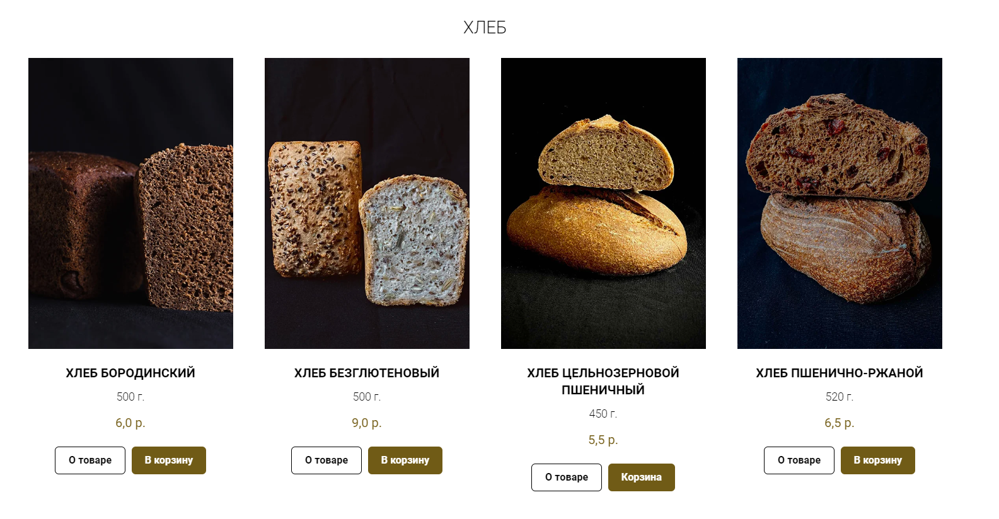 ХЛЕБ
ХЛЕБ БОРОДИНСКИЙ
500 г.
6,0 р.
О товаре
В корзину
ХЛЕБ БЕЗГЛЮТЕНОВЫЙ
500 г.
9,0 р.
О товаре
В корзину
ХЛЕБ ЦЕЛЬНОЗЕРНОВОЙ
ПШЕНИЧНЫЙ
450 г.
5,5 р.
О товаре
Корзина
ХЛЕБ ПШЕНИЧНО-РЖАНОЙ
520 г.
6,5 р.
О товаре
В корзину